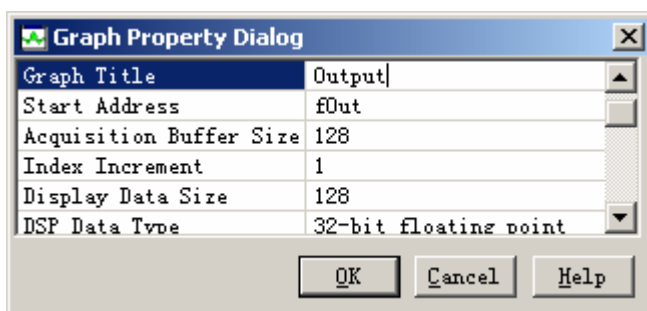 Graph Property Dialog
Graph Title Output
Start Address fOut
Acquisition Buffer Size 128
Index Increment 1
Display Data Size 128
DSP Data Type 32-bit floating point
OK Cancel Help